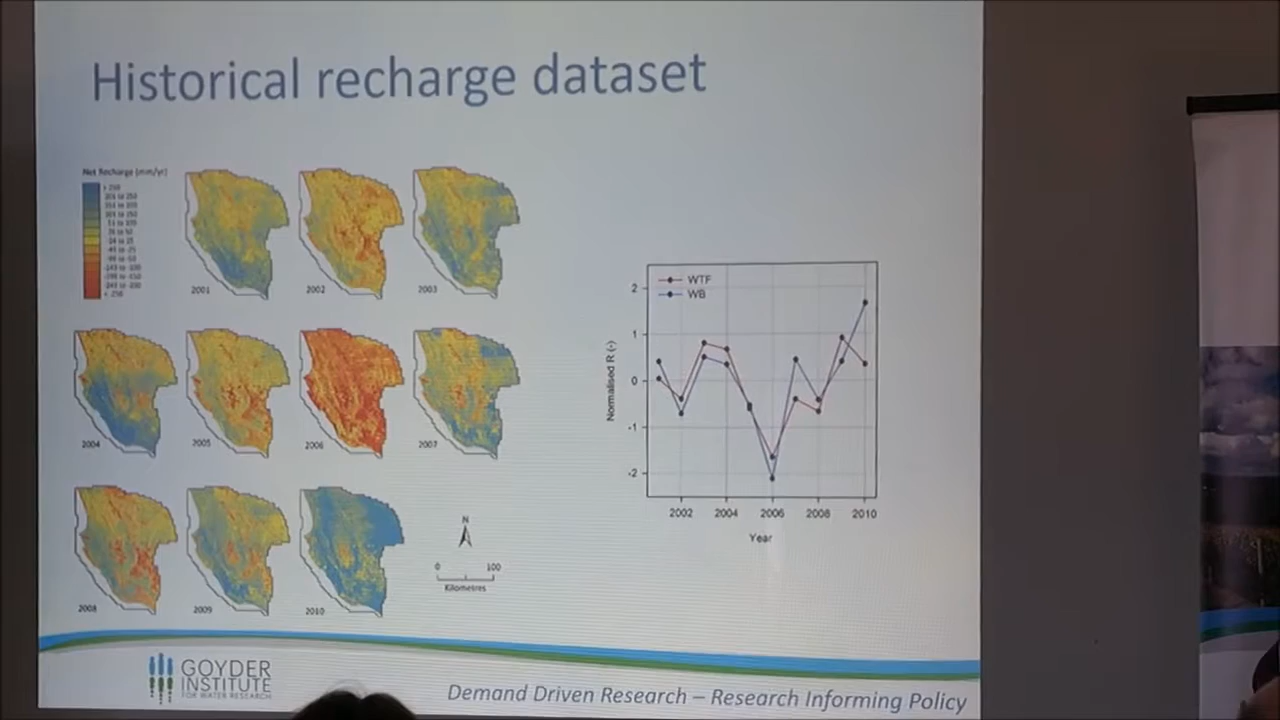 Historical recharge dataset
Net Recharge (mm/yr)
> 250
2001
2002
2003
2004
2005
2006
2007
2008
2009
2010
N
0 100
Kilometres
WTF
WB
2
1
0
-1
-2
Normalised R (-)
2002 2004 2006 2008 2010
Year
GOYDER
INSTITUTE
FOR WATER RESEARCH
Demand Driven Research – Research Informing Policy